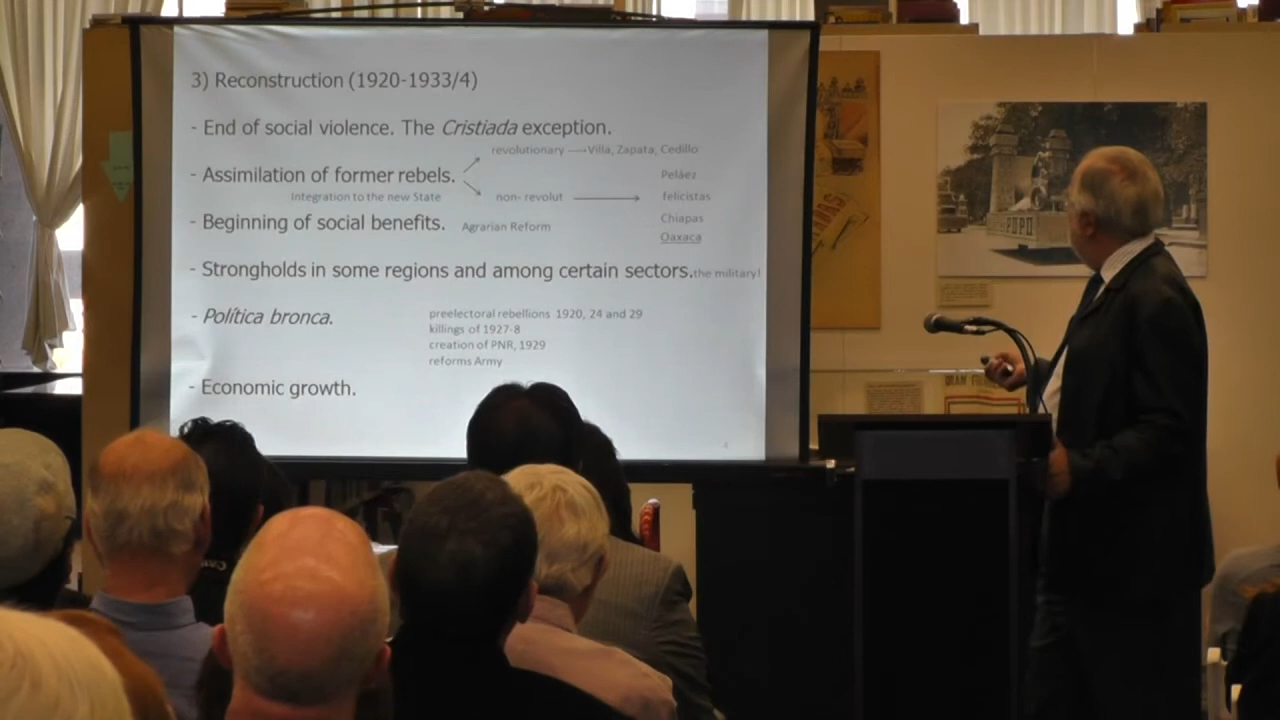 3) Reconstruction (1920-1933/4)
- End of social violence. The Cristiada exception.
revolutionary → Villa, Zapata, Cedillo
- Assimilation of former rebels.
Peláez
Integration to the new State
non- revolut → felicistas
- Beginning of social benefits. Agrarian Reform
Chiapas
Oaxaca
- Strongholds in some regions and among certain sectors. the military!
- Política bronca.
preelectoral rebellions 1920, 24 and 29
killings of 1927-8
creation of PNR, 1929
reforms Army
- Economic growth.
4
POPO